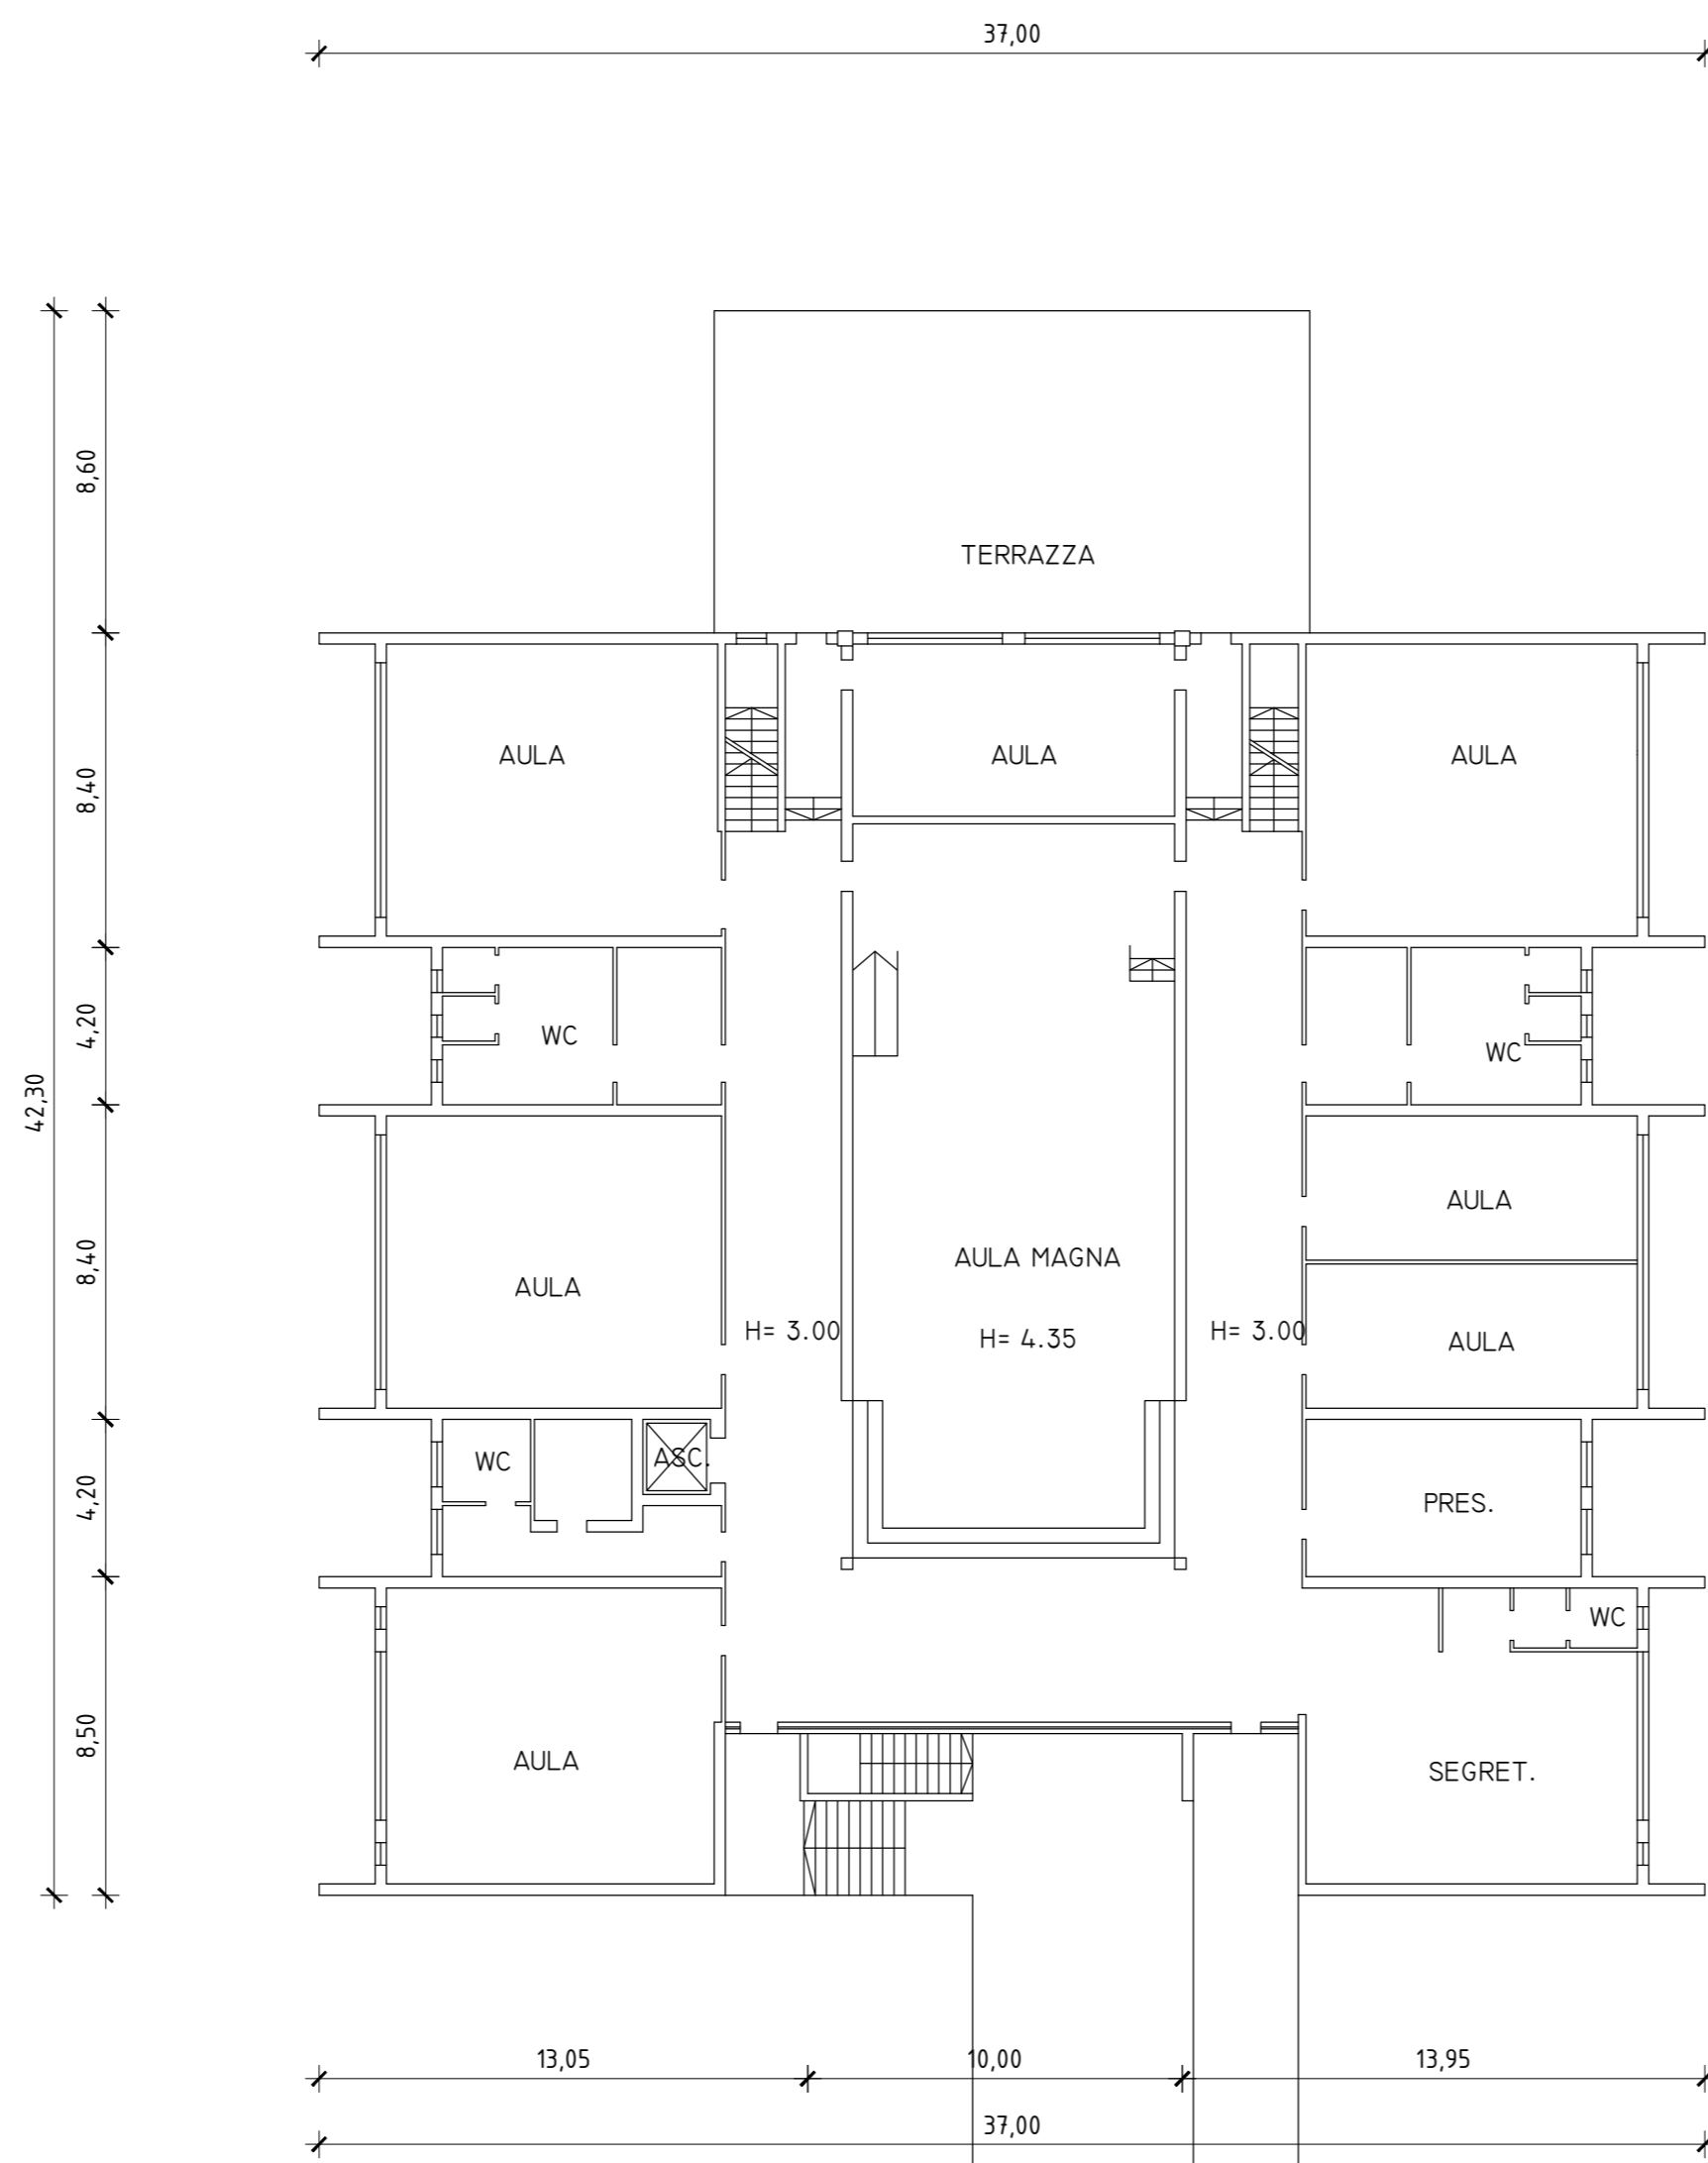 37,00
8,60
TERRAZZA
AULA
AULA
AULA
8,40
WC
WC
4,20
42,30
AULA
AULA MAGNA
8,40
AULA
H= 3.00
H= 4.35
H= 3.00
AULA
WC
ASC.
4,20
PRES.
WC
8,50
AULA
SEGRET.
13,05
10,00
13,95
37,00